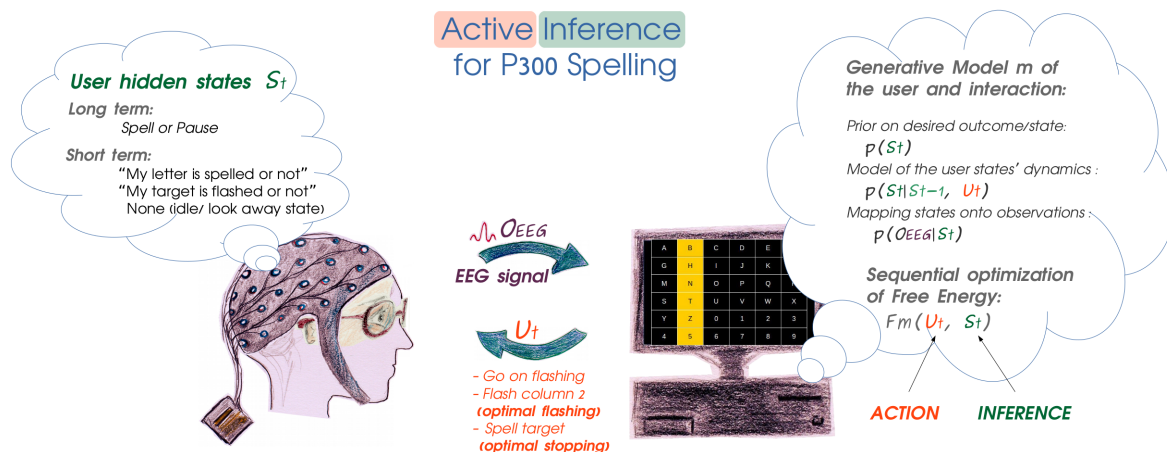 Active Inference
for P300 Spelling
User hidden states St
Long term:
Spell or Pause
Short term:
“My letter is spelled or not”
“My target is flashed or not”
None (idle/ look away state)
OEEG
EEG signal
Ut
- Go on flashing
- Flash column 2
(optimal flashing)
- Spell target
(optimal stopping)
A B C D E
G H I J K
M N O P Q
S T U V W X
Y Z 0 1 2 3
4 5 6 7 8 9
Generative Model m of
the user and interaction:
Prior on desired outcome/state:
p(St)
Model of the user states’ dynamics :
p(St|St-1, Ut)
Mapping states onto observations :
p(OEEG|St)
Sequential optimization
of Free Energy:
Fm(Ut, St)
ACTION
INFERENCE